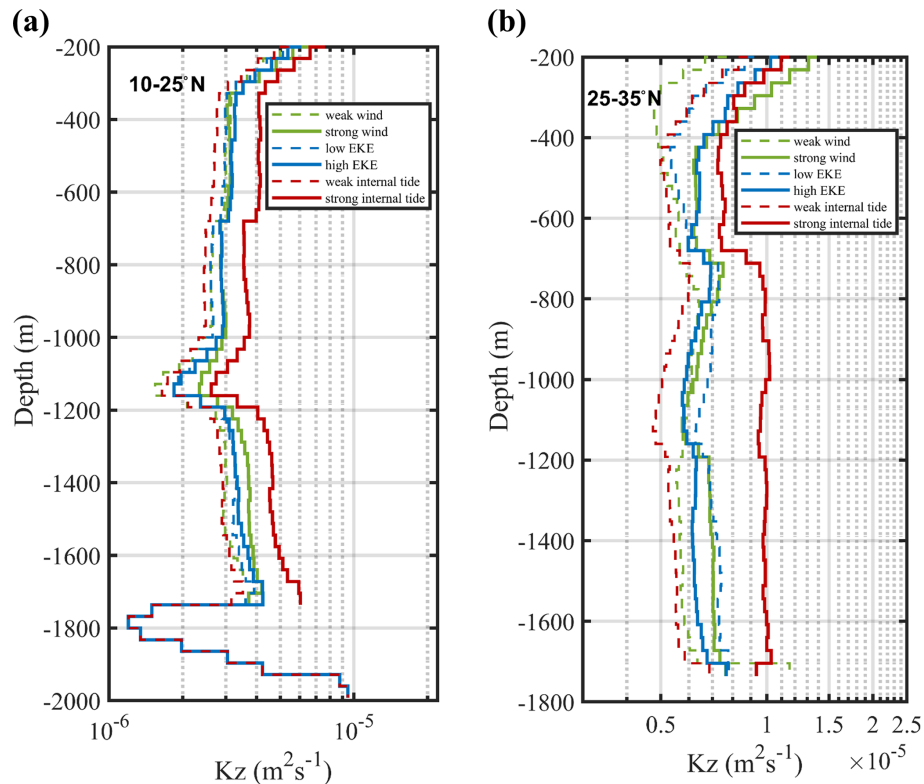 (a)
10-25°N
weak wind
strong wind
low EKE
high EKE
weak internal tide
strong internal tide
-200
-400
-600
-800
-1000
-1200
-1400
-1600
-1800
-2000
Depth (m)
10-6
10-5
Kz (m2s-1)
(b)
25-35°N
weak wind
strong wind
low EKE
high EKE
weak internal tide
strong internal tide
-200
-400
-600
-800
-1000
-1200
-1400
-1600
-1800
Depth (m)
0.5
1
1.5
2
2.5
Kz (m2s-1)
×10-5